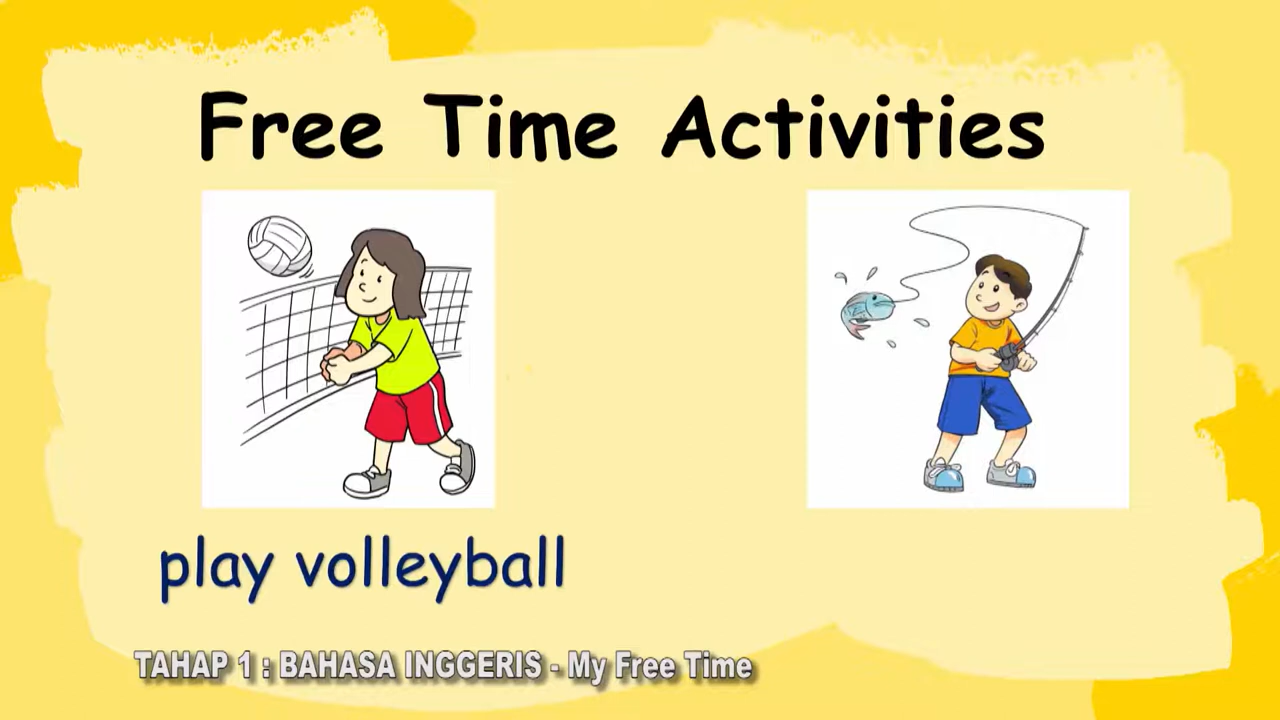 Free Time Activities
play volleyball
TAHAP 1 : BAHASA INGGERIS - My Free Time